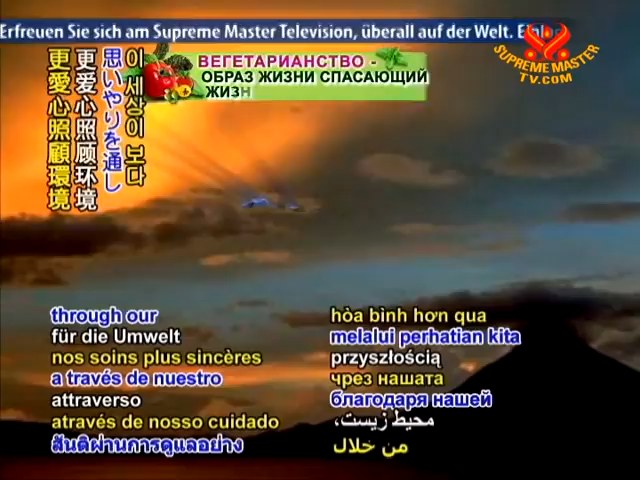 Erfreuen Sie sich am Supreme Master Television, überall auf der Welt.
SUPREME MASTER
TV.COM
ВЕГЕТАРИАНСТВО -
ОБРАЗ ЖИЗНИ СПАСАЮЩИЙ
ЖИЗН
更愛心照顧環境
更爱心照顾环境
思いやりを通し
이 세상이 보다
through our
für die Umwelt
nos soins plus sincères
a través de nuestro
attraverso
através de nosso cuidado
สันติผ่านการดูแลอย่าง
hòa bình hơn qua
melalui perhatian kita
przyszłością
чрез нашата
благодаря нашей
محیط زیست،
من خلال